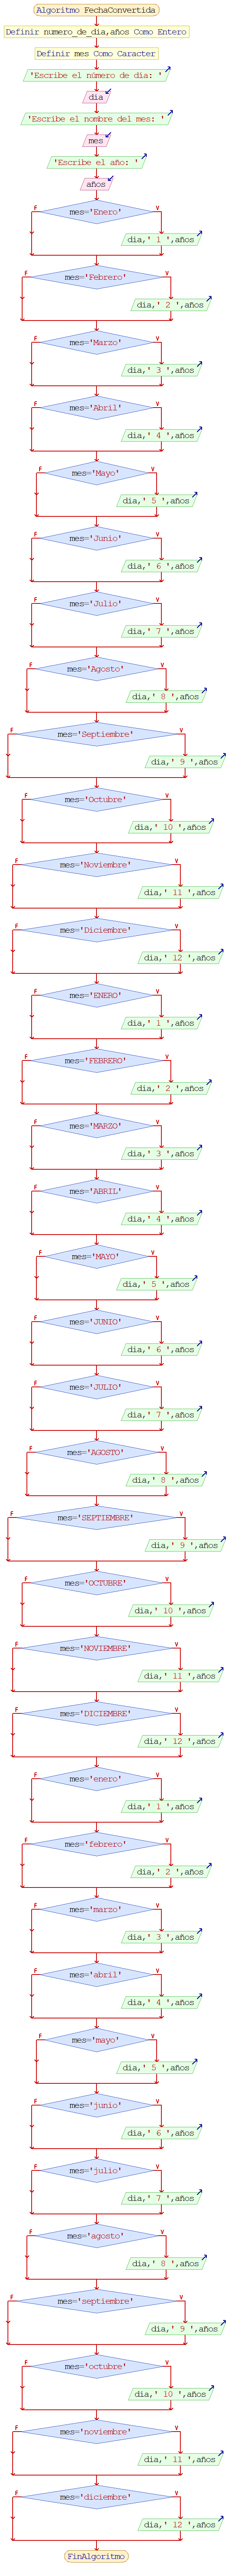 Algoritmo FechaConvertida
Definir numero_de_dia,años Como Entero
Definir mes Como Caracter
'Escribe el número de dia: '
dia
'Escribe el nombre del mes: '
mes
'Escribe el año: '
años
F mes='Enero' V
dia,' 1 ',años
F mes='Febrero' V
dia,' 2 ',años
F mes='Marzo' V
dia,' 3 ',años
F mes='Abril' V
dia,' 4 ',años
F mes='Mayo' V
dia,' 5 ',años
F mes='Junio' V
dia,' 6 ',años
F mes='Julio' V
dia,' 7 ',años
F mes='Agosto' V
dia,' 8 ',años
F mes='Septiembre' V
dia,' 9 ',años
F mes='Octubre' V
dia,' 10 ',años
F mes='Noviembre' V
dia,' 11 ',años
F mes='Diciembre' V
dia,' 12 ',años
F mes='ENERO' V
dia,' 1 ',años
F mes='FEBRERO' V
dia,' 2 ',años
F mes='MARZO' V
dia,' 3 ',años
F mes='ABRIL' V
dia,' 4 ',años
F mes='MAYO' V
dia,' 5 ',años
F mes='JUNIO' V
dia,' 6 ',años
F mes='JULIO' V
dia,' 7 ',años
F mes='AGOSTO' V
dia,' 8 ',años
F mes='SEPTIEMBRE' V
dia,' 9 ',años
F mes='OCTUBRE' V
dia,' 10 ',años
F mes='NOVIEMBRE' V
dia,' 11 ',años
F mes='DICIEMBRE' V
dia,' 12 ',años
F mes='enero' V
dia,' 1 ',años
F mes='febrero' V
dia,' 2 ',años
F mes='marzo' V
dia,' 3 ',años
F mes='abril' V
dia,' 4 ',años
F mes='mayo' V
dia,' 5 ',años
F mes='junio' V
dia,' 6 ',años
F mes='julio' V
dia,' 7 ',años
F mes='agosto' V
dia,' 8 ',años
F mes='septiembre' V
dia,' 9 ',años
F mes='octubre' V
dia,' 10 ',años
F mes='noviembre' V
dia,' 11 ',años
F mes='diciembre' V
dia,' 12 ',años
FinAlgoritmo